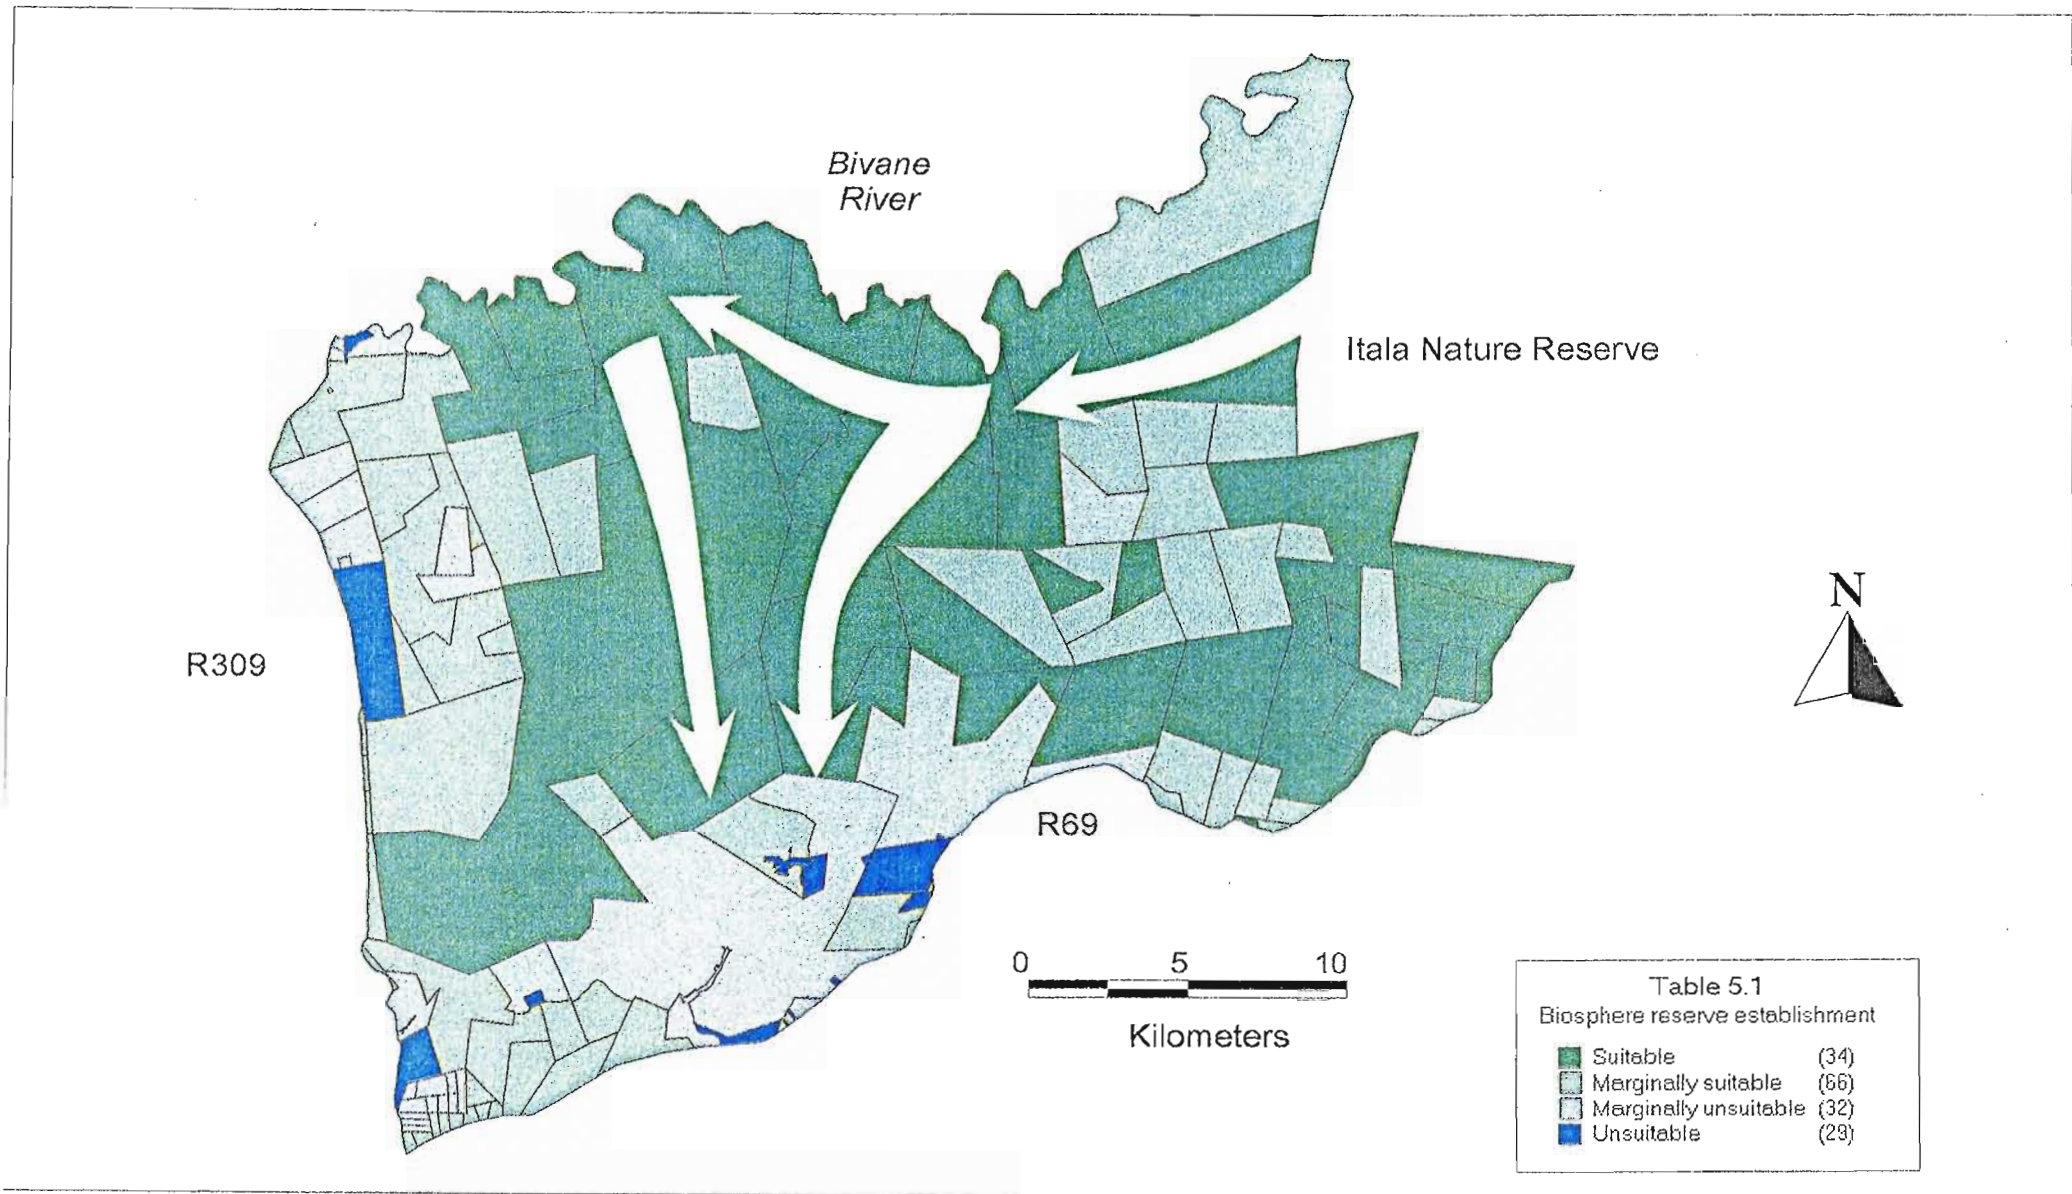 Bivane
River
Itala Nature Reserve
N
R309
R69
0 5 10
Kilometers
Table 5.1
Biosphere reserve establishment
Suitable (34)
Marginally suitable (66)
Marginally unsuitable (32)
Unsuitable (29)